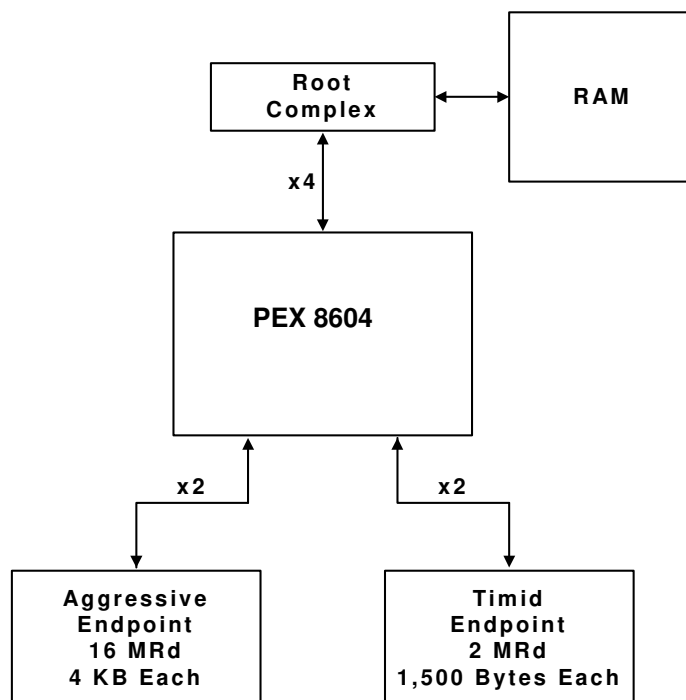 Root
Complex
RAM
x4
PEX 8604
x2
x2
Aggressive
Endpoint
16 MRd
4 KB Each
Timid
Endpoint
2 MRd
1,500 Bytes Each